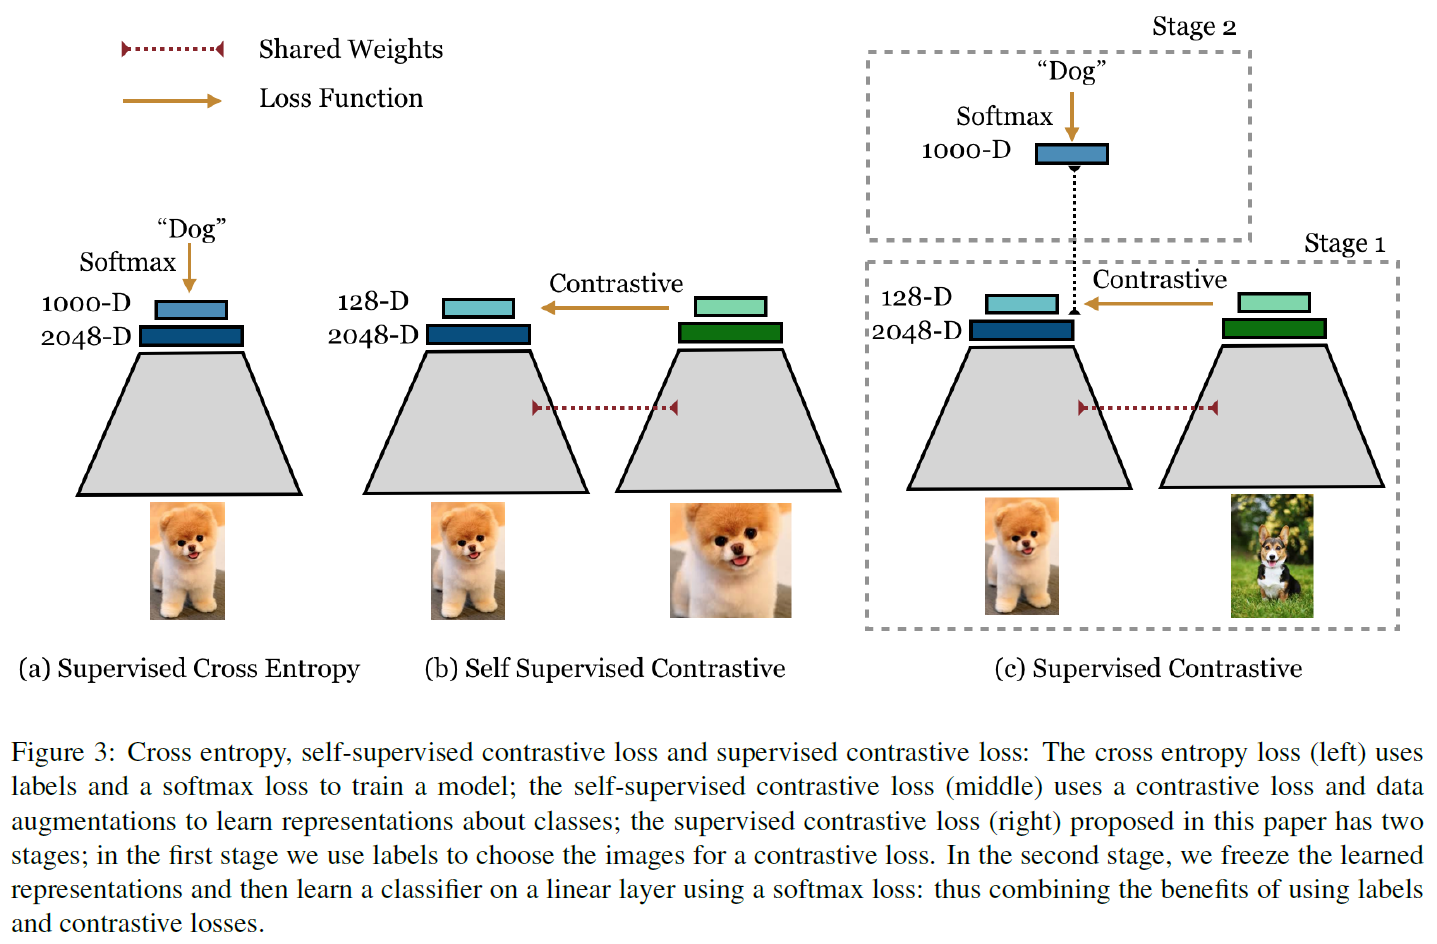 Shared Weights
Loss Function
Stage 2
“Dog”
Softmax
1000-D
Stage 1
“Dog”
Softmax
1000-D
2048-D
128-D
2048-D
Contrastive
128-D
2048-D
Contrastive
(a) Supervised Cross Entropy
(b) Self Supervised Contrastive
(c) Supervised Contrastive
Figure 3: Cross entropy, self-supervised contrastive loss and supervised contrastive loss: The cross entropy loss (left) uses
labels and a softmax loss to train a model; the self-supervised contrastive loss (middle) uses a contrastive loss and data
augmentations to learn representations about classes; the supervised contrastive loss (right) proposed in this paper has two
stages; in the first stage we use labels to choose the images for a contrastive loss. In the second stage, we freeze the learned
representations and then learn a classifier on a linear layer using a softmax loss: thus combining the benefits of using labels
and contrastive losses.